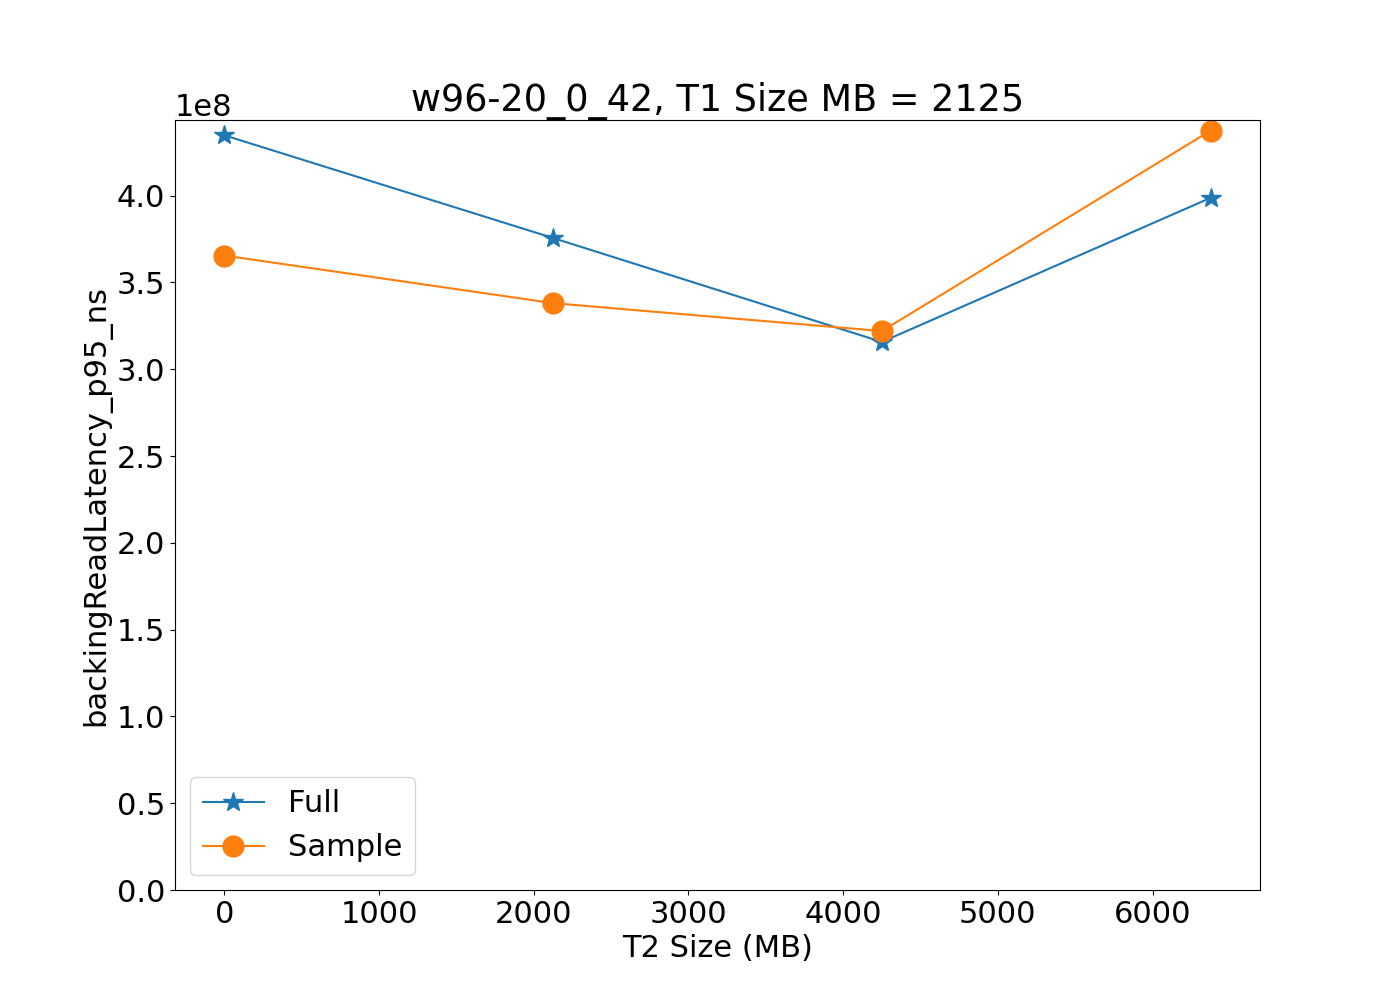 w96-20_0_42, T1 Size MB = 2125
1e8
4.0
3.5
3.0
2.5
2.0
1.5
1.0
0.5
0.0
backingReadLatency_p95_ns
Full
Sample
0 1000 2000 3000 4000 5000 6000
T2 Size (MB)